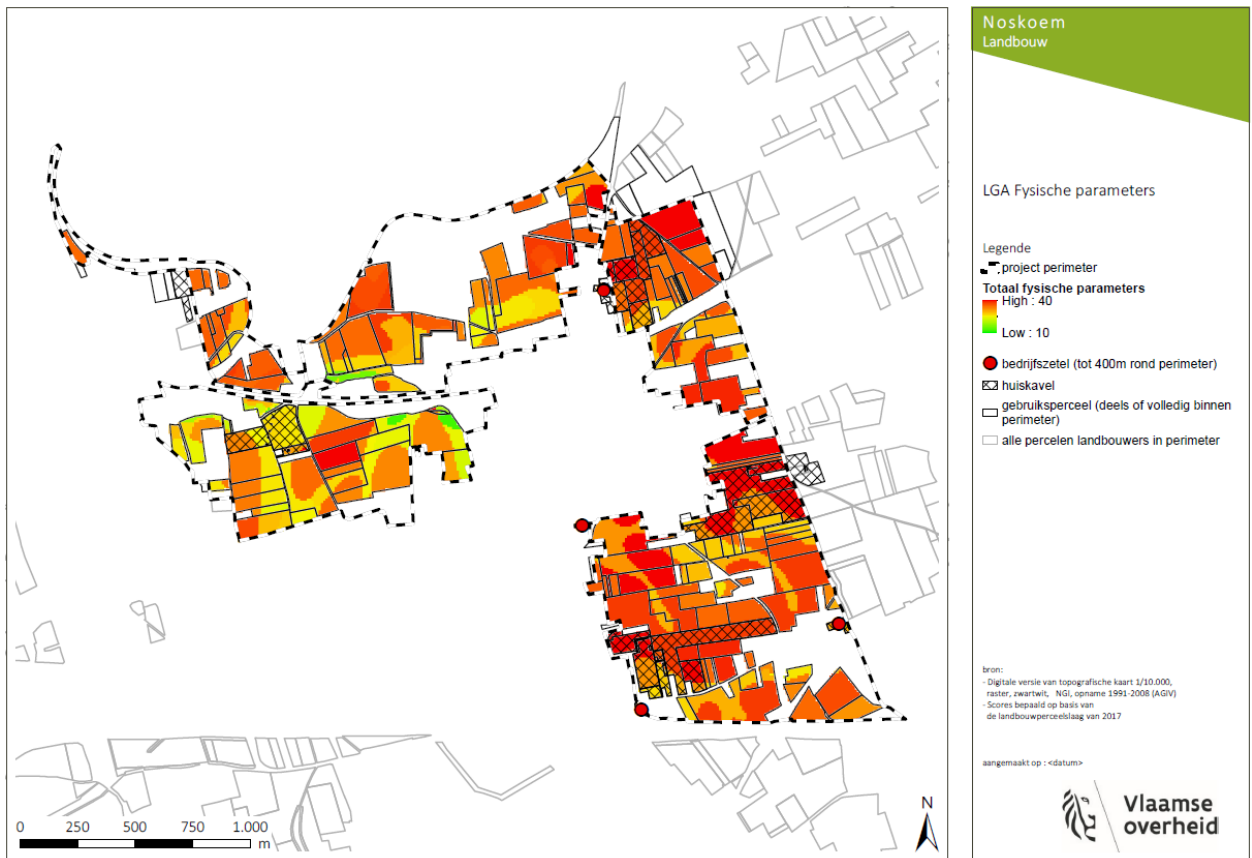 Noskoem
Landbouw
LGA Fysische parameters
Legende
project perimeter
Totaal fysische parameters
High : 40
Low : 10
bedrijfszetel (tot 400m rond perimeter)
huiskavel
gebruiksperceel (deels of volledig binnen
perimeter)
alle percelen landbouwers in perimeter
bron:
- Digitale versie van topografische kaart 1/10.000,
raster, zwartwit, NGI, opname 1991-2008 (AGIV)
- Scores bepaald op basis van
de landbouwperceelslaag van 2017
aangemaakt op : <datum>
Vlaamse
overheid
0 250 500 750 1.000
m
N